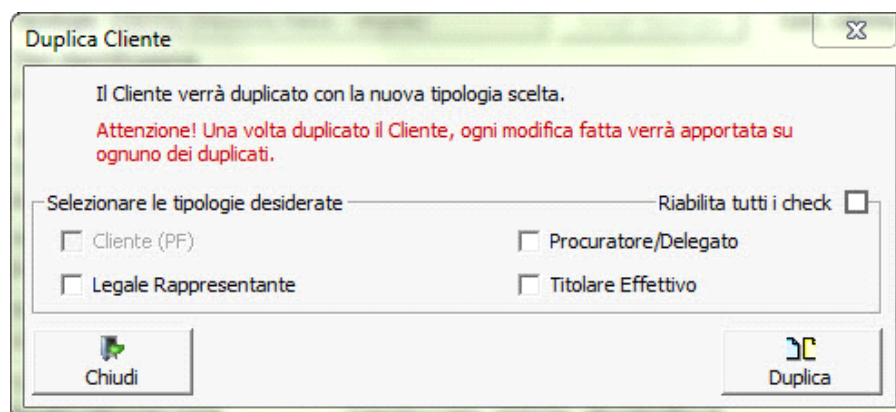 Duplica Cliente
Il Cliente verrà duplicato con la nuova tipologia scelta.
Attenzione! Una volta duplicato il Cliente, ogni modifica fatta verrà apportata su
ognuno dei duplicati.
Selezionare le tipologie desiderate Riabilita tutti i check
Cliente (PF) Procuratore/Delegato
Legale Rappresentante Titolare Effettivo
Chiudi Duplica